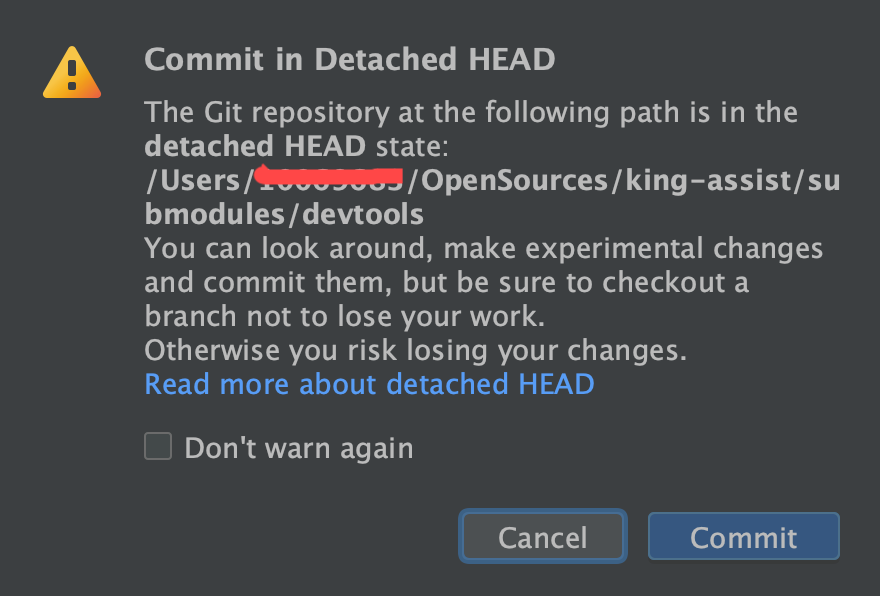 Commit in Detached HEAD
The Git repository at the following path is in the
detached HEAD state:
/Users/ /OpenSources/king-assist/su
bmodules/devtools
You can look around, make experimental changes
and commit them, but be sure to checkout a
branch not to lose your work.
Otherwise you risk losing your changes.
Read more about detached HEAD
Don't warn again
Cancel
Commit